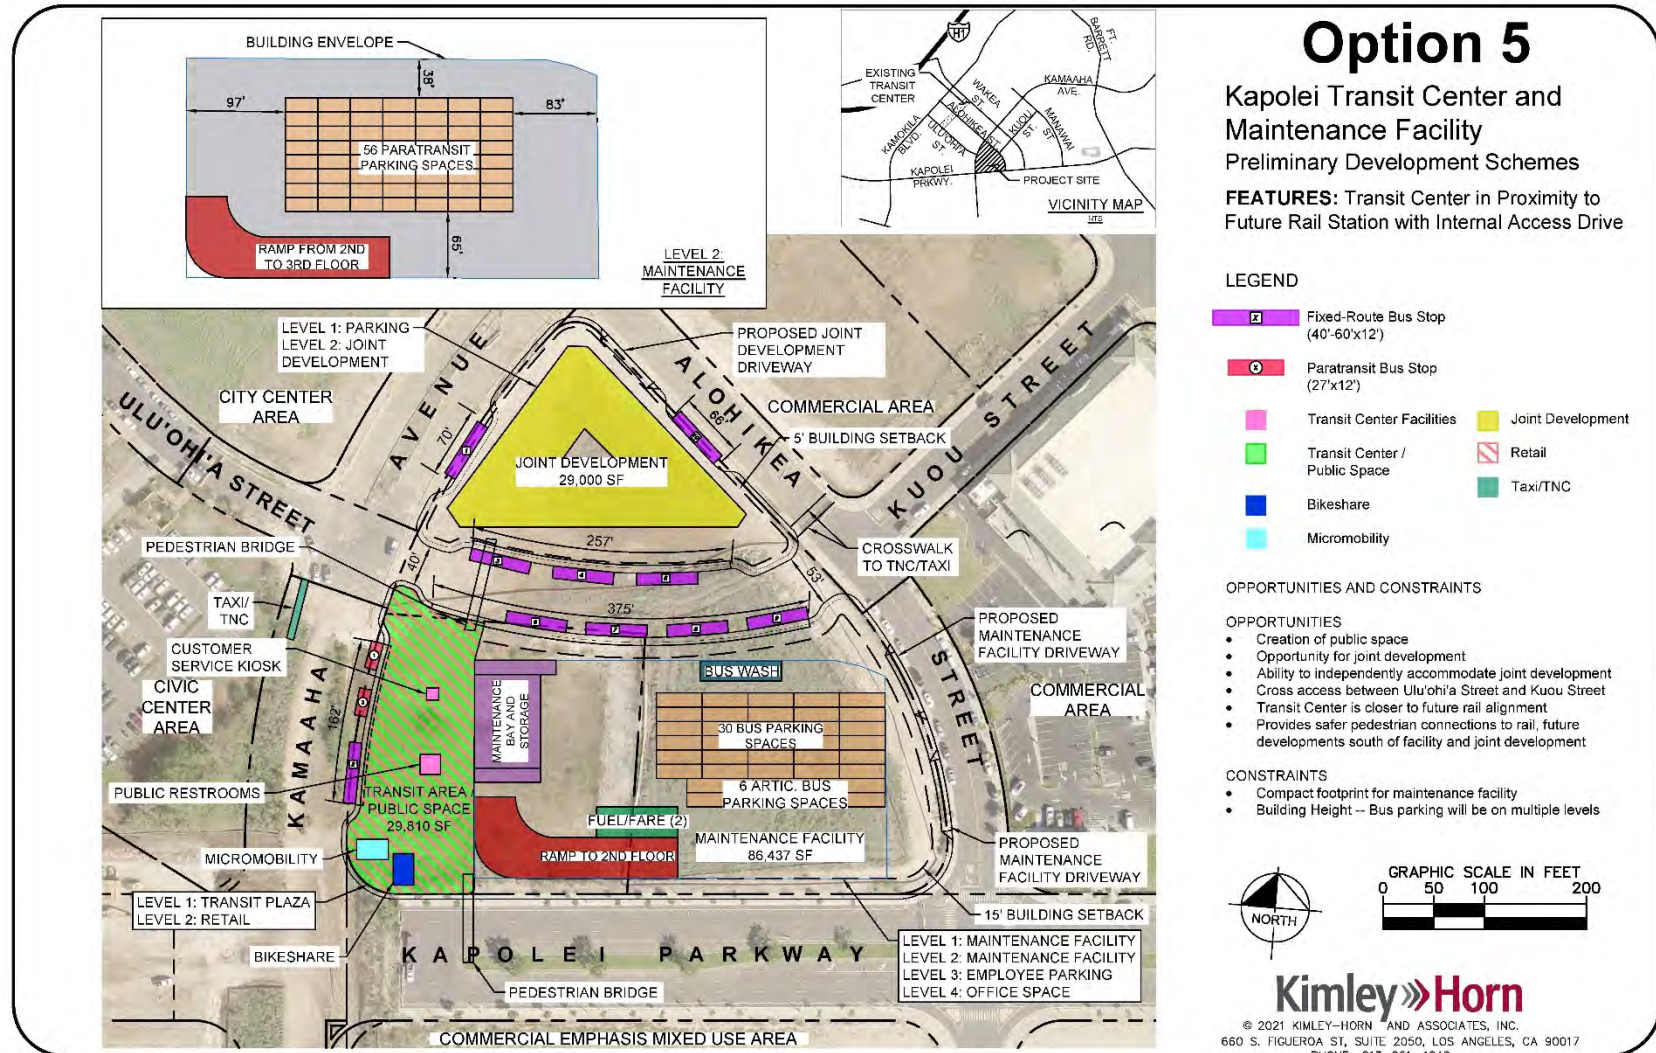 BUILDING ENVELOPE
38'
97'
83'
56 PARATRANSIT
PARKING SPACES
65'
RAMP FROM 2ND
TO 3RD FLOOR
LEVEL 2:
MAINTENANCE
FACILITY
H1
FT.
BARRETT
RD.
EXISTING
TRANSIT
CENTER
WAKEA
ST.
KAMAAHA
AVE.
ALOHIKEA ST.
KUOU
ST.
MANAWAI
ST
KAMOKILA
BLVD.
ULU'OHI'A
ST.
KAPOLEI
PRKWY.
PROJECT SITE
VICINITY MAP
NTS
Option 5
Kapolei Transit Center and
Maintenance Facility
Preliminary Development Schemes
FEATURES: Transit Center in Proximity to
Future Rail Station with Internal Access Drive
LEGEND
X
Fixed-Route Bus Stop
(40'-60'x12')
X
Paratransit Bus Stop
(27'x12')
Transit Center Facilities
Joint Development
Transit Center /
Public Space
Retail
Bikeshare
Taxi/TNC
Micromobility
OPPORTUNITIES AND CONSTRAINTS
OPPORTUNITIES
• Creation of public space
• Opportunity for joint development
• Ability to independently accommodate joint development
• Cross access between Ulu'ohi'a Street and Kuou Street
• Transit Center is closer to future rail alignment
• Provides safer pedestrian connections to rail, future
developments south of facility and joint development
CONSTRAINTS
• Compact footprint for maintenance facility
• Building Height -- Bus parking will be on multiple levels
NORTH
GRAPHIC SCALE IN FEET
0 50 100 200
Kimley»Horn
© 2021 KIMLEY-HORN AND ASSOCIATES, INC.
660 S. FIGUEROA ST, SUITE 2050, LOS ANGELES, CA 90017
LEVEL 1: PARKING
LEVEL 2: JOINT
DEVELOPMENT
AVENUE
PROPOSED JOINT
DEVELOPMENT
DRIVEWAY
ALOHIKEA
CITY CENTER
AREA
COMMERCIAL AREA
KUOU STREET
ULU'OHI'A STREET
70'
66'
5' BUILDING SETBACK
JOINT DEVELOPMENT
29,000 SF
PEDESTRIAN BRIDGE
40'
257'
CROSSWALK
TO TNC/TAXI
53'
375'
TAXI/
TNC
CUSTOMER
SERVICE KIOSK
CIVIC
CENTER
AREA
KAMAAHA
162'
PROPOSED
MAINTENANCE
FACILITY DRIVEWAY
STREET
COMMERCIAL
AREA
BUS WASH
MAINTENANCE
BAY AND
STORAGE
30 BUS PARKING
SPACES
6 ARTIC. BUS
PARKING SPACES
PUBLIC RESTROOMS
TRANSIT AREA
PUBLIC SPACE
29,810 SF
FUEL/FARE (2)
MAINTENANCE FACILITY
86,437 SF
RAMP TO 2ND FLOOR
MICROMOBILITY
PROPOSED
MAINTENANCE
FACILITY DRIVEWAY
LEVEL 1: TRANSIT PLAZA
LEVEL 2: RETAIL
15' BUILDING SETBACK
BIKESHARE
KAPOLEI PARKWAY
LEVEL 1: MAINTENANCE FACILITY
LEVEL 2: MAINTENANCE FACILITY
LEVEL 3: EMPLOYEE PARKING
LEVEL 4: OFFICE SPACE
PEDESTRIAN BRIDGE
COMMERCIAL EMPHASIS MIXED USE AREA